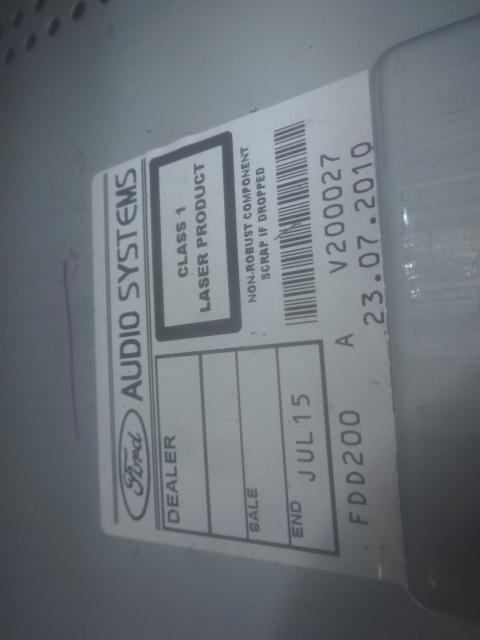 Ford AUDIO SYSTEMS
DEALER
SALE
END JUL15
CLASS 1
LASER PRODUCT
NON-ROBUST COMPONENT
SCRAP IF DROPPED
FDD200 A V200027
23.07.2010